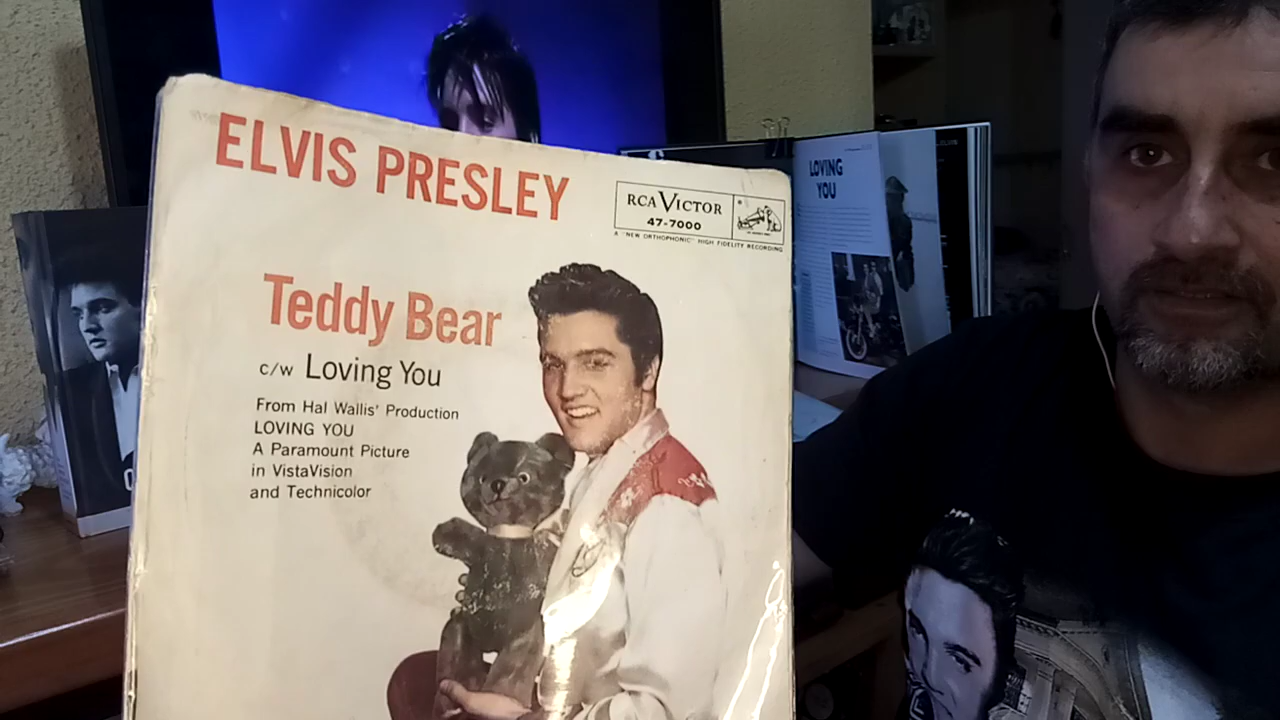 ELVIS PRESLEY
RCA VICTOR
47-7000
A "NEW ORTHOPHONIC" HIGH FIDELITY RECORDING
Teddy Bear
c/w Loving You
From Hal Wallis' Production
LOVING YOU
A Paramount Picture
in VistaVision
and Technicolor
LOVING
YOU